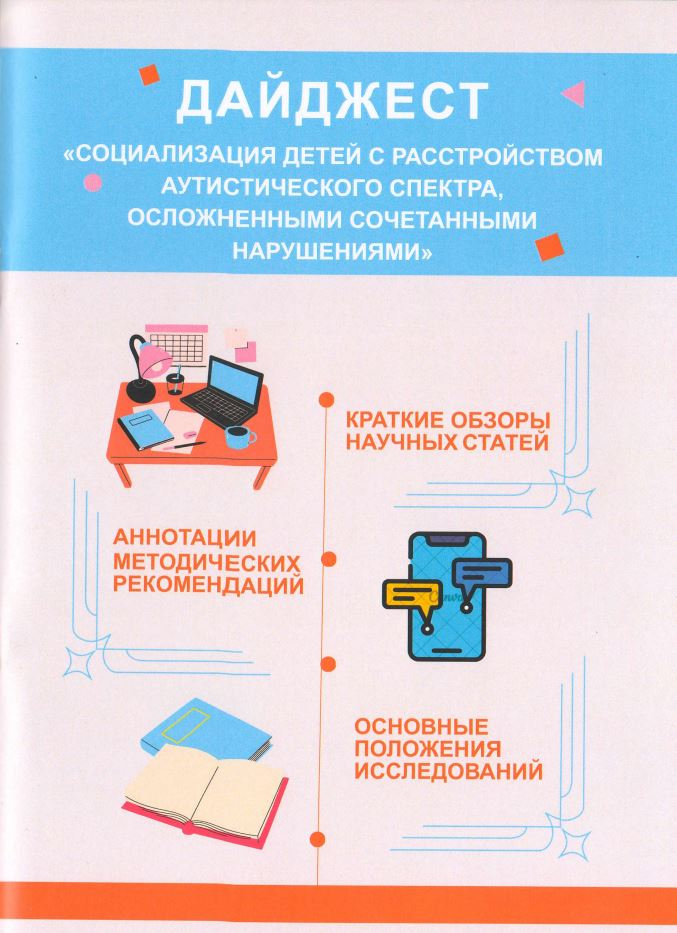 ДАЙДЖЕСТ
«СОЦИАЛИЗАЦИЯ ДЕТЕЙ С РАССТРОЙСТВОМ
АУТИСТИЧЕСКОГО СПЕКТРА,
ОСЛОЖНЕННЫМИ СОЧЕТАННЫМИ
НАРУШЕНИЯМИ»
КРАТКИЕ ОБЗОРЫ
НАУЧНЫХ СТАТЕЙ
АННОТАЦИИ
МЕТОДИЧЕСКИХ
РЕКОМЕНДАЦИЙ
Canva
ОСНОВНЫЕ
ПОЛОЖЕНИЯ
ИССЛЕДОВАНИЙ